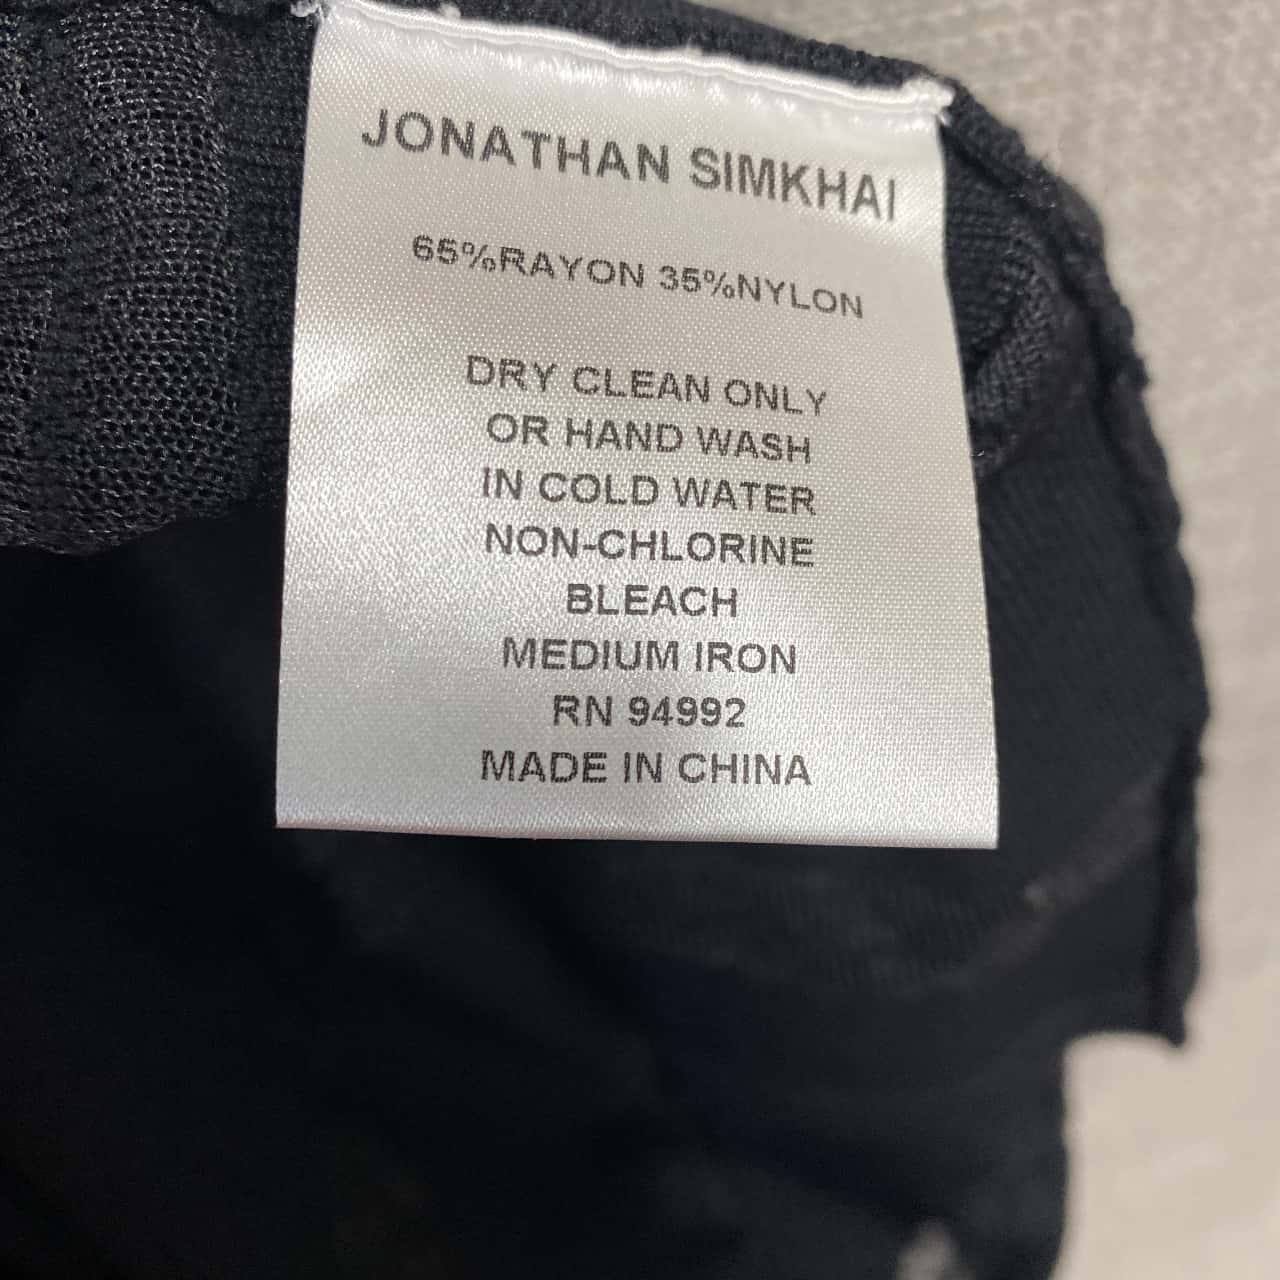 JONATHAN SIMKHAI
65%RAYON 35%NYLON
DRY CLEAN ONLY
OR HAND WASH
IN COLD WATER
NON-CHLORINE
BLEACH
MEDIUM IRON
RN 94992
MADE IN CHINA